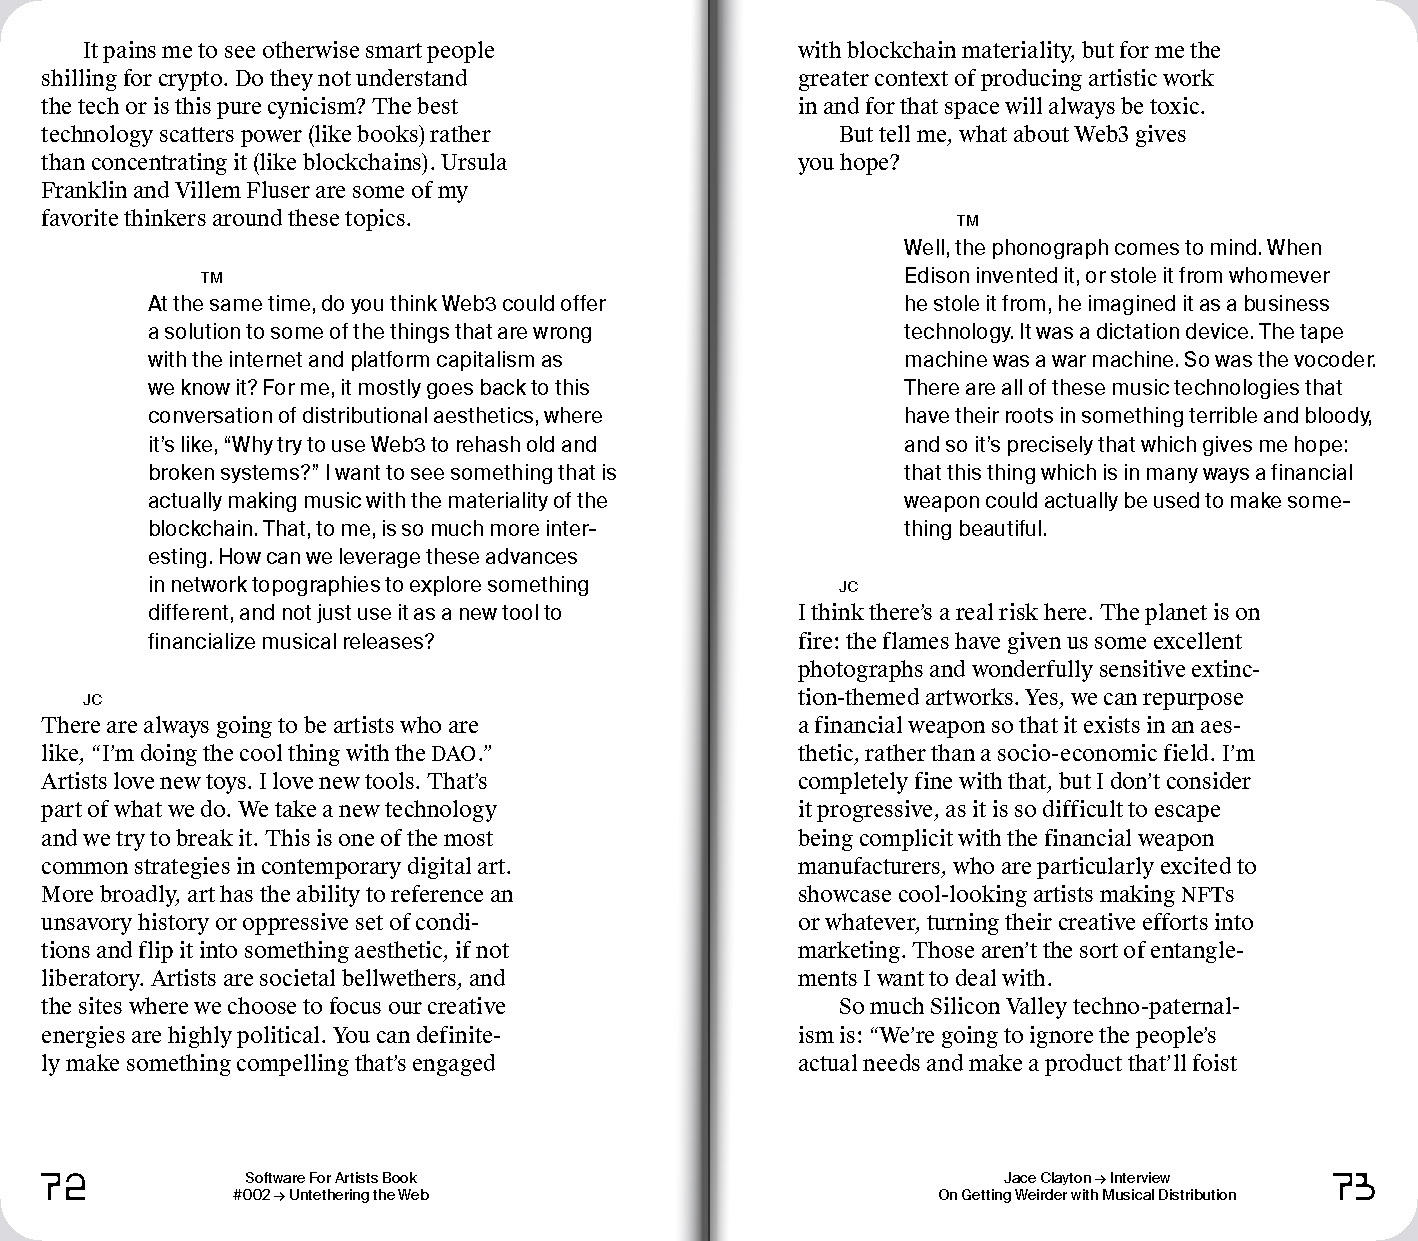 It pains me to see otherwise smart people
shilling for crypto. Do they not understand
the tech or is this pure cynicism? The best
technology scatters power (like books) rather
than concentrating it (like blockchains). Ursula
Franklin and Villem Fluser are some of my
favorite thinkers around these topics.
TM
At the same time, do you think Web3 could offer
a solution to some of the things that are wrong
with the internet and platform capitalism as
we know it? For me, it mostly goes back to this
conversation of distributional aesthetics, where
it’s like, “Why try to use Web3 to rehash old and
broken systems?” I want to see something that is
actually making music with the materiality of the
blockchain. That, to me, is so much more inter-
esting. How can we leverage these advances
in network topographies to explore something
different, and not just use it as a new tool to
financialize musical releases?
JC
There are always going to be artists who are
like, “I’m doing the cool thing with the DAO.”
Artists love new toys. I love new tools. That’s
part of what we do. We take a new technology
and we try to break it. This is one of the most
common strategies in contemporary digital art.
More broadly, art has the ability to reference an
unsavory history or oppressive set of condi-
tions and flip it into something aesthetic, if not
liberatory. Artists are societal bellwethers, and
the sites where we choose to focus our creative
energies are highly political. You can definite-
ly make something compelling that’s engaged
72
Software For Artists Book
#002 → Untethering the Web
with blockchain materiality, but for me the
greater context of producing artistic work
in and for that space will always be toxic.
But tell me, what about Web3 gives
you hope?
TM
Well, the phonograph comes to mind. When
Edison invented it, or stole it from whomever
he stole it from, he imagined it as a business
technology. It was a dictation device. The tape
machine was a war machine. So was the vocoder.
There are all of these music technologies that
have their roots in something terrible and bloody,
and so it’s precisely that which gives me hope:
that this thing which is in many ways a financial
weapon could actually be used to make some-
thing beautiful.
JC
I think there’s a real risk here. The planet is on
fire: the flames have given us some excellent
photographs and wonderfully sensitive extinc-
tion-themed artworks. Yes, we can repurpose
a financial weapon so that it exists in an aes-
thetic, rather than a socio-economic field. I’m
completely fine with that, but I don’t consider
it progressive, as it is so difficult to escape
being complicit with the financial weapon
manufacturers, who are particularly excited to
showcase cool-looking artists making NFTs
or whatever, turning their creative efforts into
marketing. Those aren’t the sort of entangle-
ments I want to deal with.
So much Silicon Valley techno-paternal-
ism is: “We’re going to ignore the people’s
actual needs and make a product that’ll foist
Jace Clayton → Interview
On Getting Weirder with Musical Distribution
73